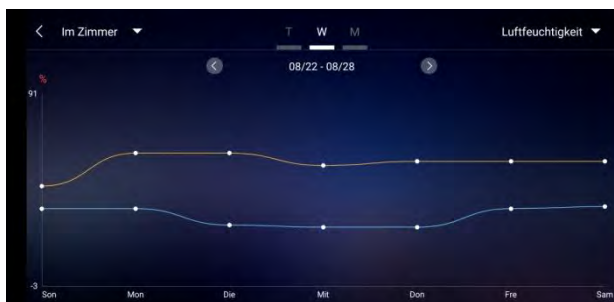 Im Zimmer
T W M
Luftfeuchtigkeit
08/22 - 08/28
%
91
-3
Son Mon Die Mit Don Fre Sam